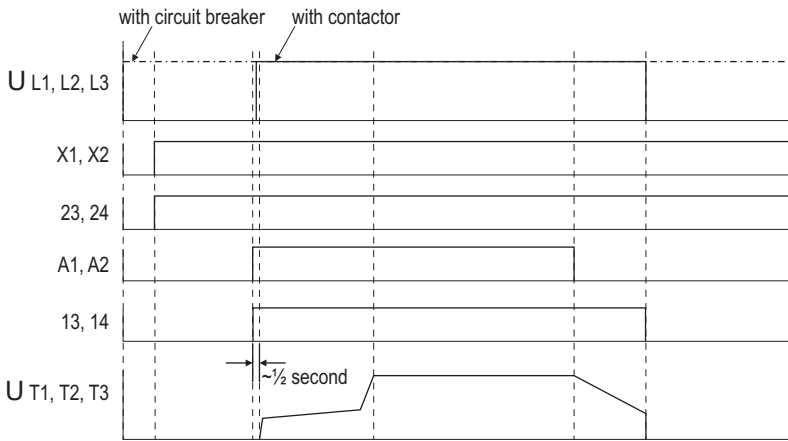 with circuit breaker
with contactor
U L1, L2, L3
X1, X2
23, 24
A1, A2
13, 14
~½ second
U T1, T2, T3